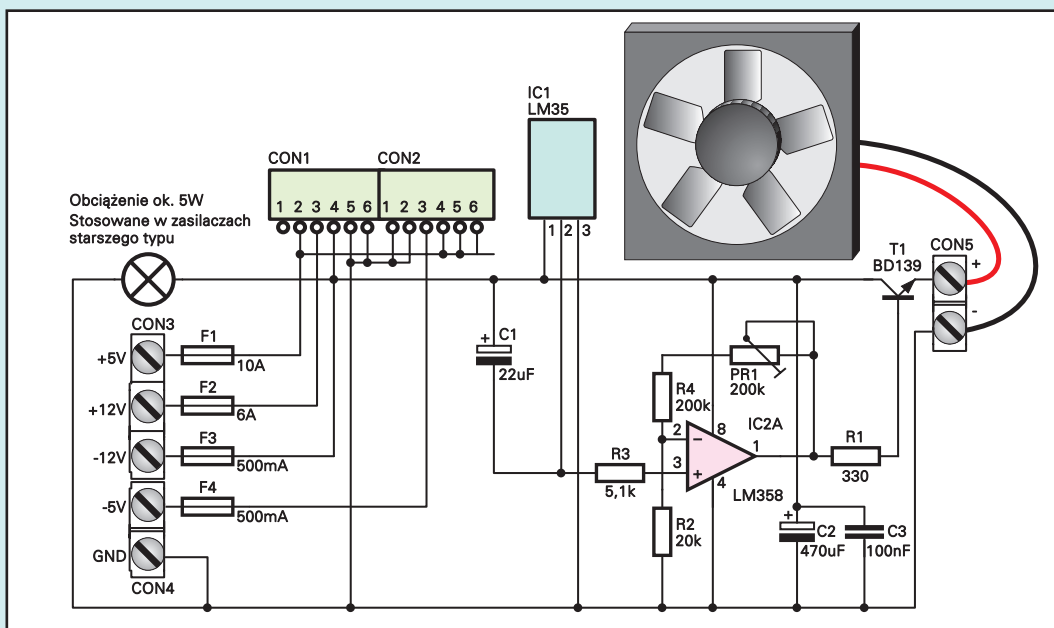 IC1
LM35
CON1
CON2
1 2 3 4 5 6
1 2 3 4 5 6
1 2 3
Obciążenie ok. 5W
Stosowane w zasilaczach
starszego typu
T1
BD139
CON5
+
-
CON3
+5V
F1
10A
+12V
F2
6A
-12V
F3
500mA
-5V
F4
500mA
GND
CON4
+
C1
22uF
PR1
200k
R4
200k
IC2A
2
-
8
1
3
+
4
LM358
R3
5,1k
R1
330
R2
20k
+
C2
470uF
C3
100nF